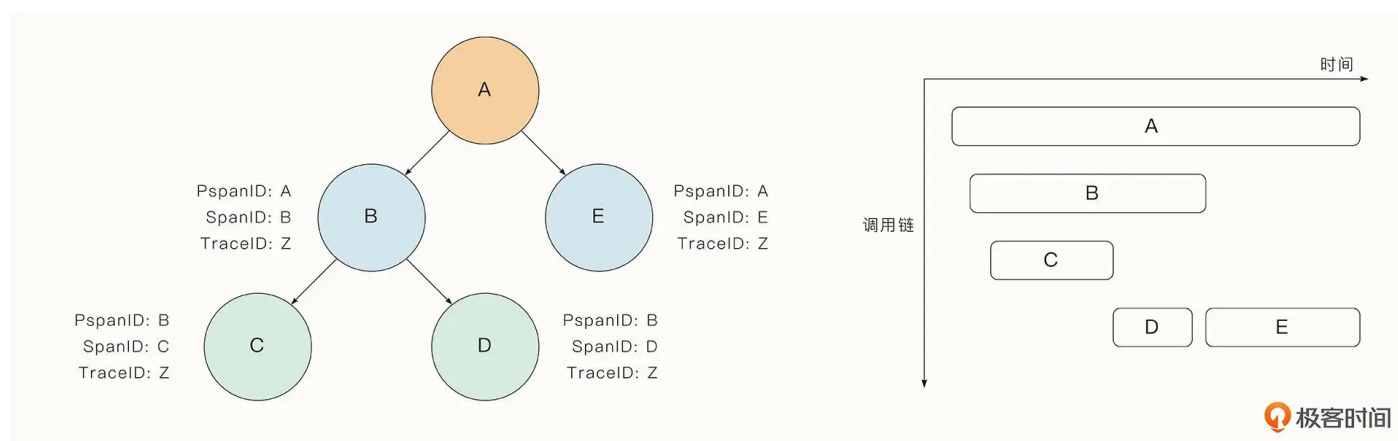 A
PspanID: A
SpanID: B
TraceID: Z
B
E
PspanID: A
SpanID: E
TraceID: Z
PspanID: B
SpanID: C
TraceID: Z
C
D
PspanID: B
SpanID: D
TraceID: Z
时间
调用链
A
B
C
D
E
极客时间